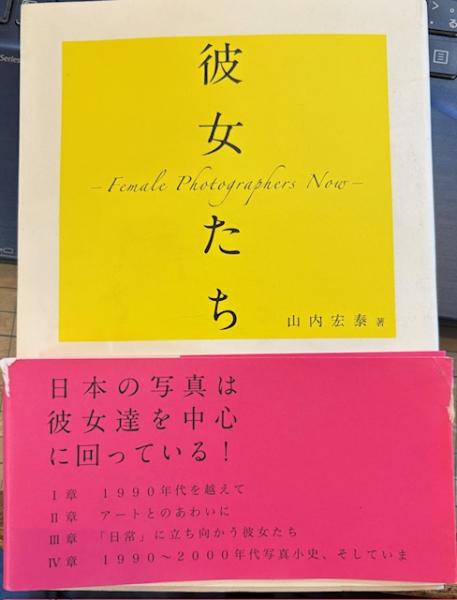 Series
彼女たち
–Female Photographers Now–
山内宏泰 著
日本の写真は
彼女達を中心
に回っている！
Ⅰ章 1990年代を越えて
Ⅱ章 アートとのあわいに
Ⅲ章 「日常」に立ち向かう彼女たち
Ⅳ章 1990〜2000年代写真小史、そしていま